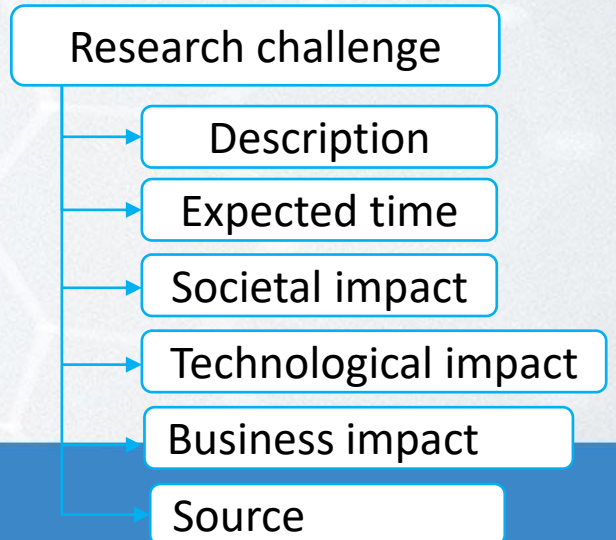 Research challenge
Description
Expected time
Societal impact
Technological impact
Business impact
Source